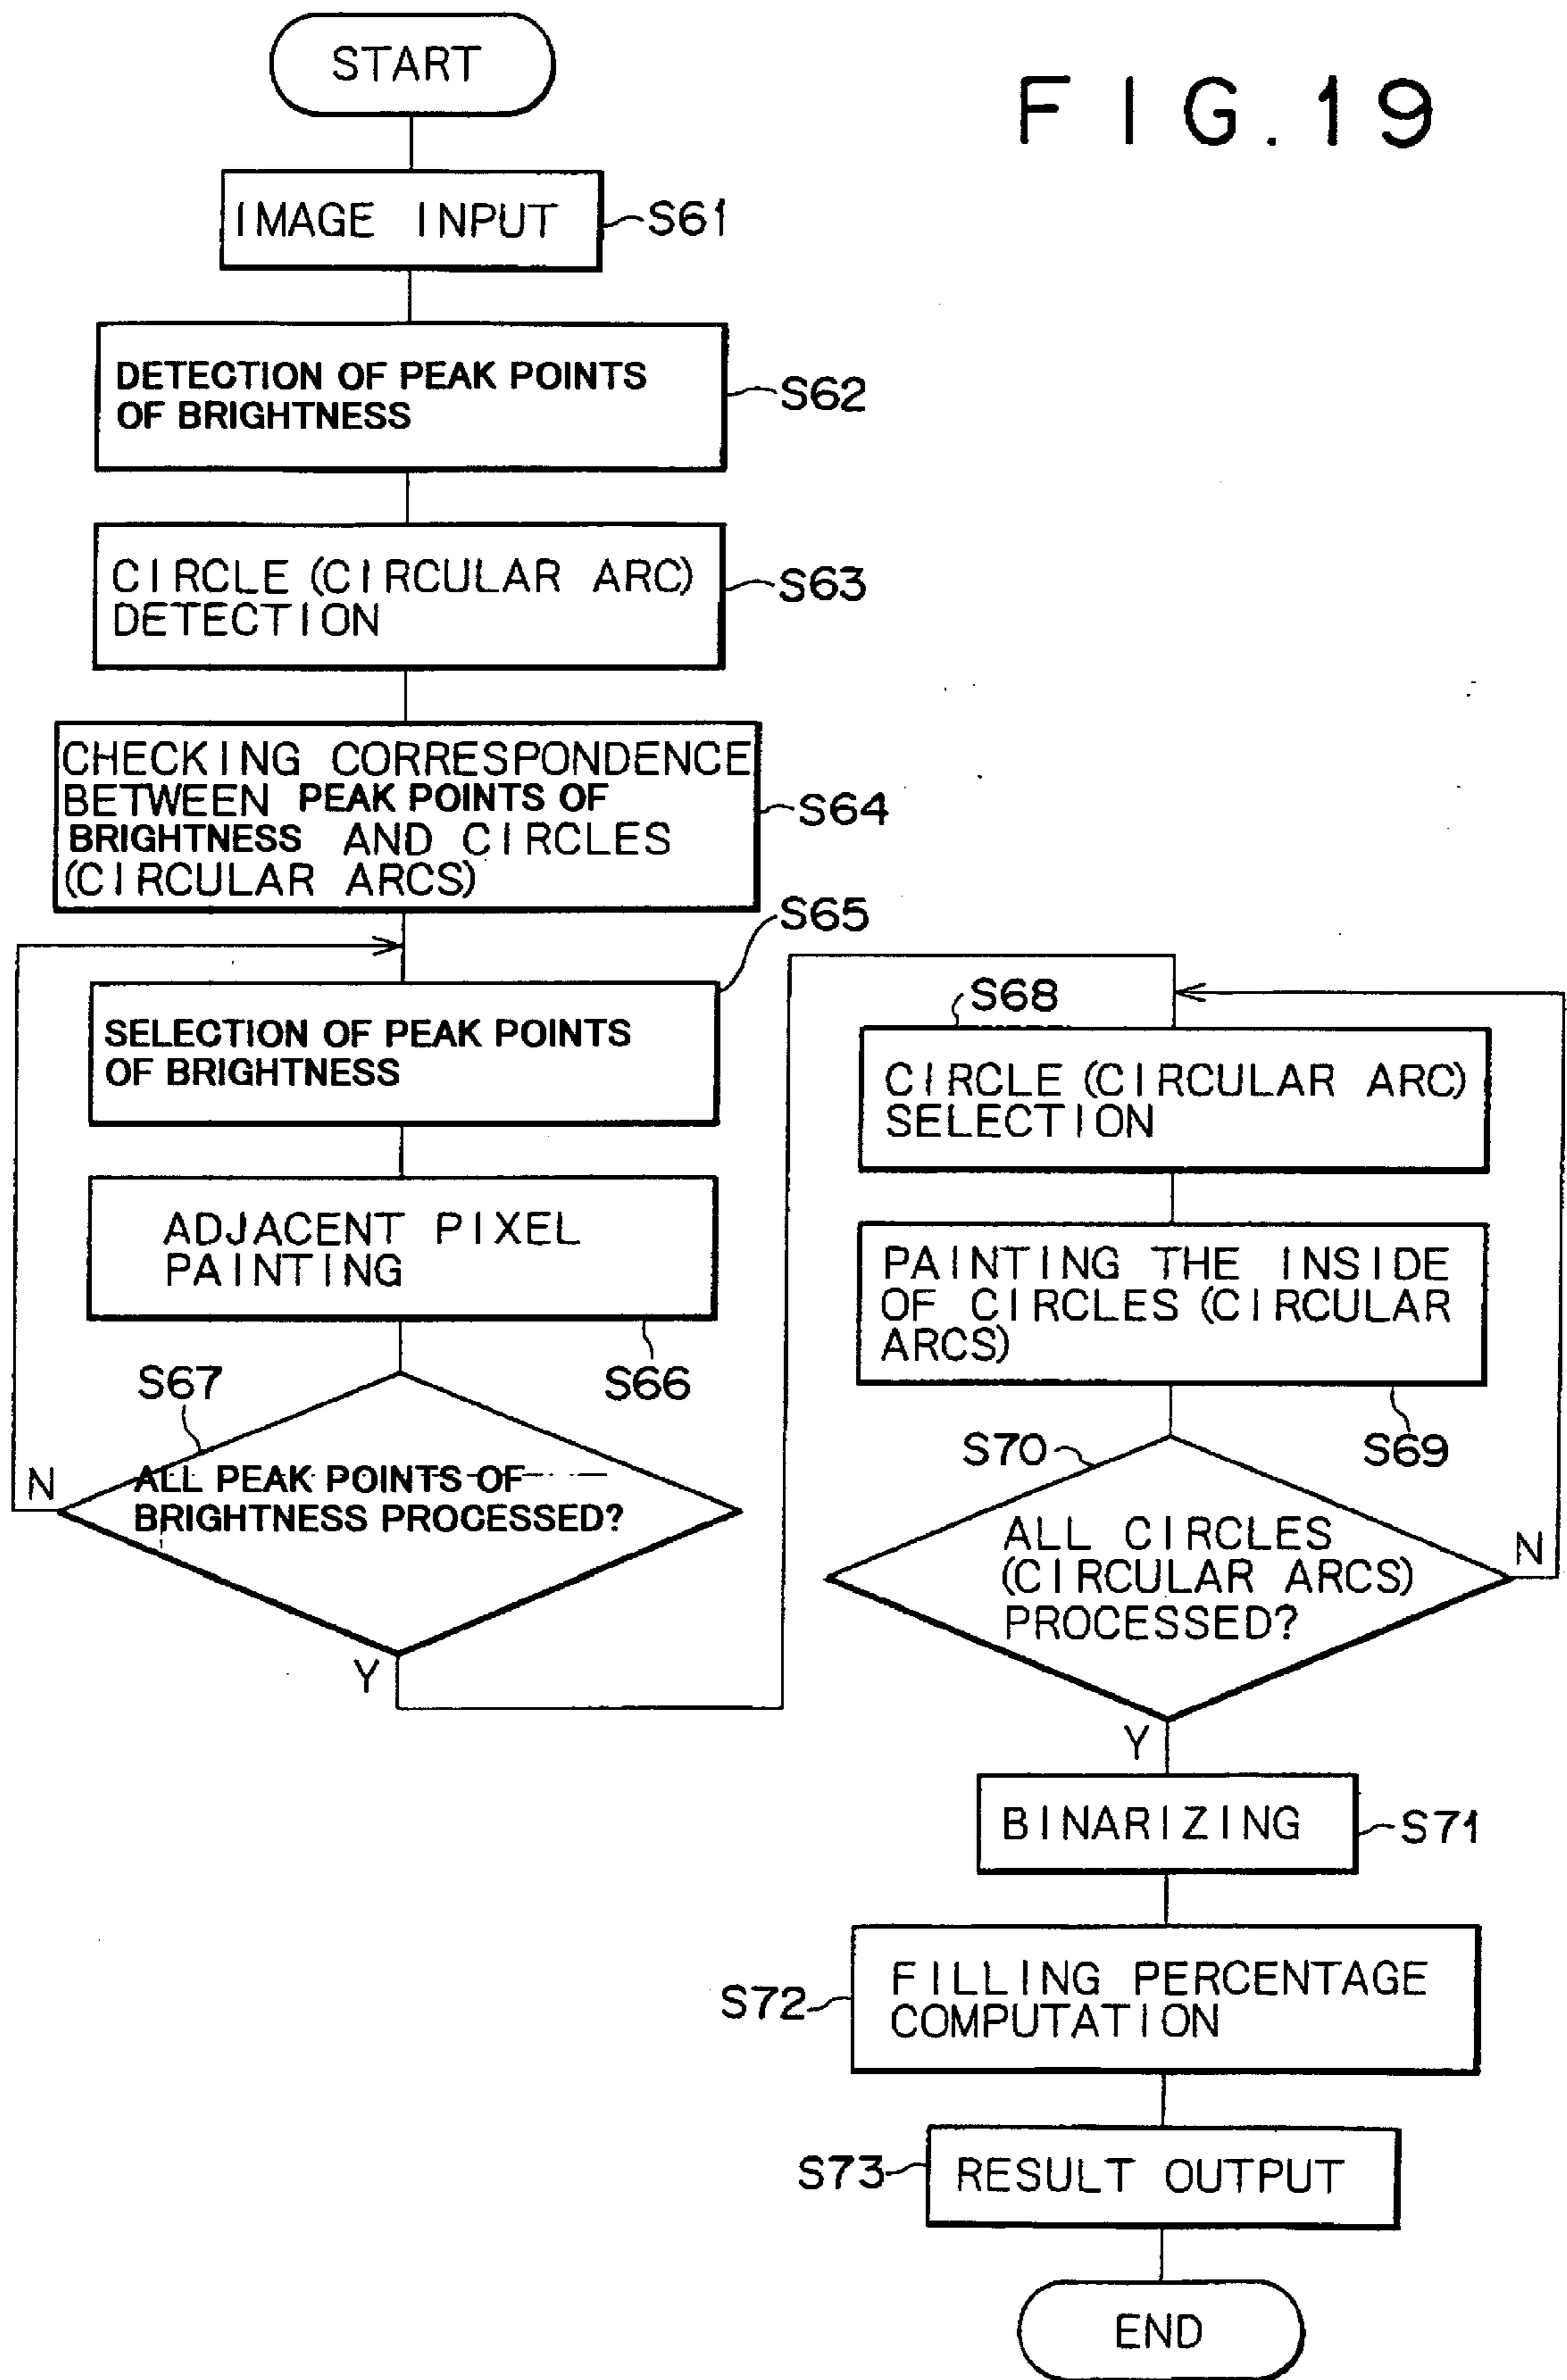 FIG.19
START
IMAGE INPUT
S61
DETECTION OF PEAK POINTS
OF BRIGHTNESS
S62
CIRCLE (CIRCULAR ARC)
DETECTION
S63
CHECKING CORRESPONDENCE
BETWEEN PEAK POINTS OF
BRIGHTNESS AND CIRCLES
(CIRCULAR ARCS)
S64
S65
SELECTION OF PEAK POINTS
OF BRIGHTNESS
ADJACENT PIXEL
PAINTING
S66
S67
N
ALL PEAK POINTS OF
BRIGHTNESS PROCESSED?
Y
S68
CIRCLE (CIRCULAR ARC)
SELECTION
PAINTING THE INSIDE
OF CIRCLES (CIRCULAR
ARCS)
S69
S70
ALL CIRCLES
(CIRCULAR ARCS)
PROCESSED?
N
Y
BINARIZING
S71
FILLING PERCENTAGE
COMPUTATION
S72
RESULT OUTPUT
S73
END